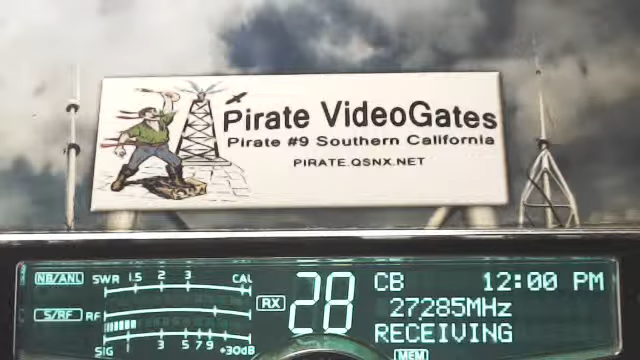 Pirate VideoGates
Pirate #9 Southern California
PIRATE.QSNX.NET
NB/ANL SWR 1.5 2 3 CAL
S/RF RF
SIG 1 3 5 7 9 +30dB
RX 28
CB 12:00 PM
27285MHz
RECEIVING
MEM